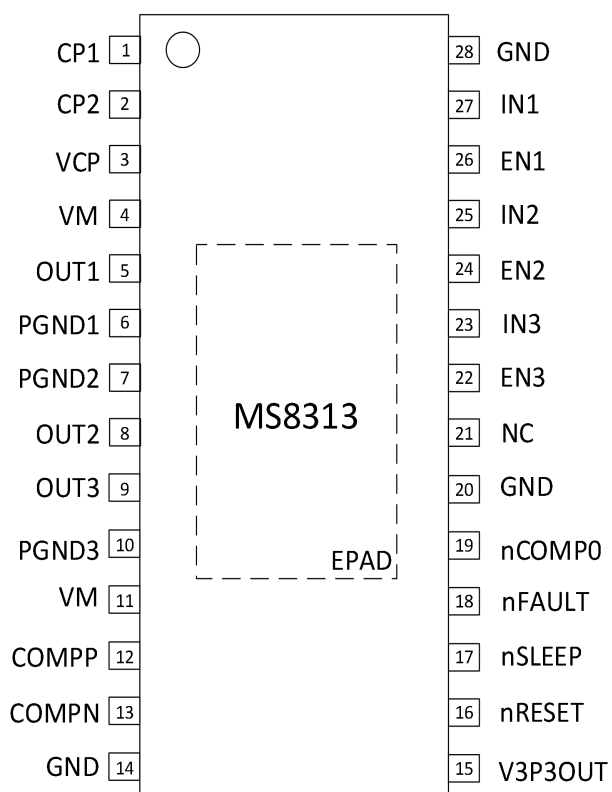 CP1 1 28 GND
CP2 2 27 IN1
VCP 3 26 EN1
VM 4 25 IN2
OUT1 5 24 EN2
PGND1 6 23 IN3
PGND2 7 22 EN3
MS8313
OUT2 8 21 NC
OUT3 9 20 GND
PGND3 10 19 nCOMP0
EPAD
VM 11 18 nFAULT
COMPP 12 17 nSLEEP
COMPN 13 16 nRESET
GND 14 15 V3P3OUT